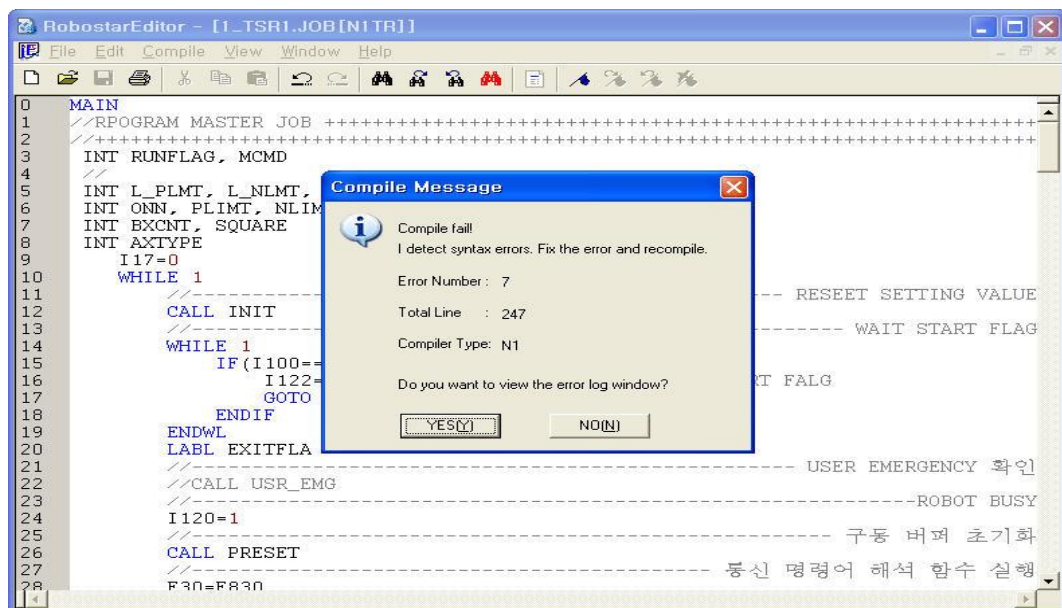 RobostarEditor - [1_TSR1.JOB[N1TR]]
File Edit Compile View Window Help
0 MAIN
1 //RPOGRAM MASTER JOB ++++++++++++++++++++++++++++++++++++++++++++++++++++++++++++
2 //++++++++++++++++++++++++++++++++++++++++++++++++++++++++++++++++++++++++++++++++
3 INT RUNFLAG, MCMD
4 //
5 INT L_PLMT, L_NLMT,
6 INT ONN, PLIMT, NLIM
7 INT BXCNT, SQUARE
8 INT AXTYPE
9 I17=0
10 WHILE 1
11 //-------------- RESEET SETTING VALUE
12 CALL INIT
13 //-------------- WAIT START FLAG
14 WHILE 1
15 IF(I100==
16 I122= RT FALG
17 GOTO
18 ENDIF
19 ENDWL
20 LABL EXITFLA
21 //-------------------------------------------------------------- USER EMERGENCY 확인
22 //CALL USR_EMG
23 //--------------------------------------------------------------------------ROBOT BUSY
24 I120=1
25 //----------------------------------------------------------------- 구동 버퍼 초기화
26 CALL PRESET
27 //----------------------------------------------------- 통신 명령어 해석 함수 실행
28 F30=F830
Compile Message
Compile fail!
I detect syntax errors. Fix the error and recompile.
Error Number : 7
Total Line : 247
Compiler Type: N1
Do you want to view the error log window?
YES(Y) NO(N)